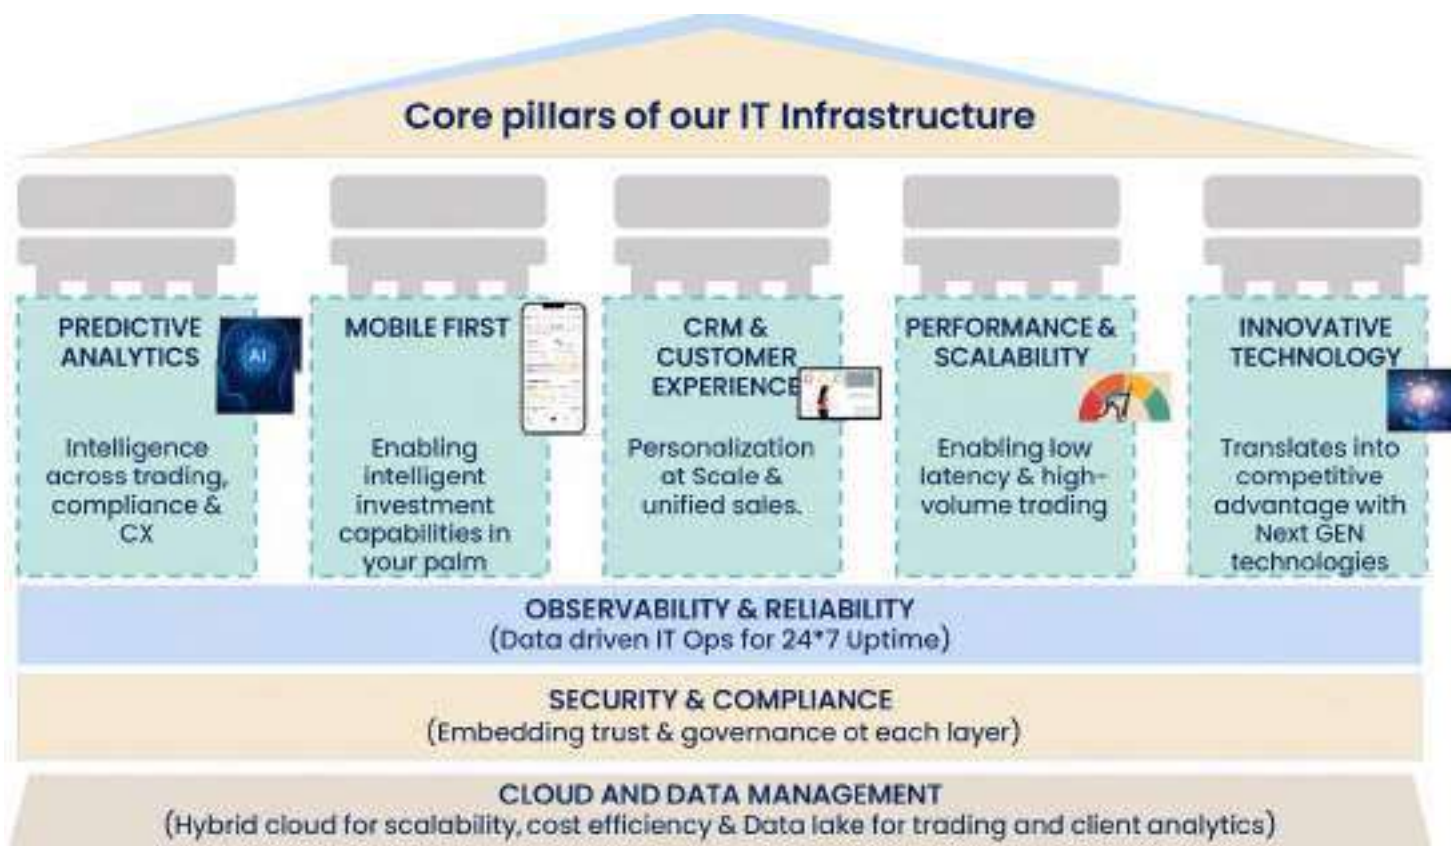 Core pillars of our IT Infrastructure
PREDICTIVE
ANALYTICS
AI
Intelligence
across trading,
compliance &
CX
MOBILE FIRST
Enabling
intelligent
investment
capabilities in
your palm
CRM &
CUSTOMER
EXPERIENCE
Personalization
at Scale &
unified sales.
PERFORMANCE &
SCALABILITY
Enabling low
latency & high-
volume trading
INNOVATIVE
TECHNOLOGY
Translates into
competitive
advantage with
Next GEN
technologies
OBSERVABILITY & RELIABILITY
(Data driven IT Ops for 24*7 Uptime)
SECURITY & COMPLIANCE
(Embedding trust & governance at each layer)
CLOUD AND DATA MANAGEMENT
(Hybrid cloud for scalability, cost efficiency & Data lake for trading and client analytics)